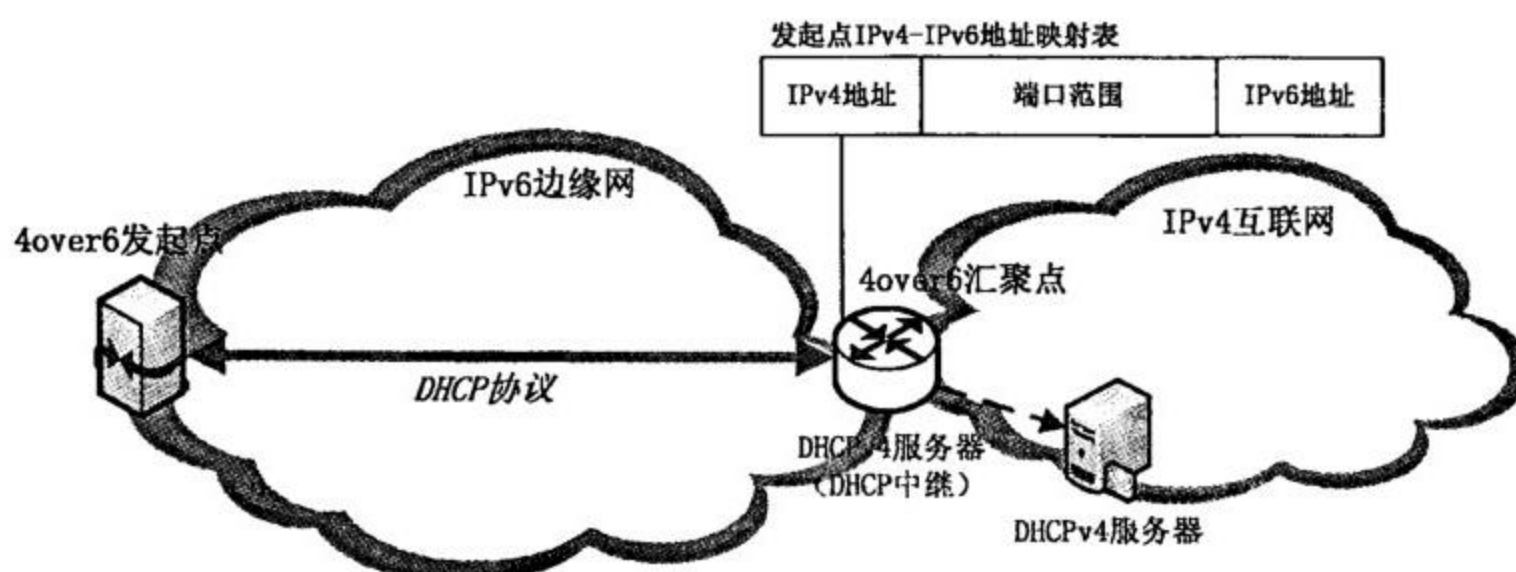 发起点IPv4-IPv6地址映射表
IPv4地址 端口范围 IPv6地址
IPv6边缘网
IPv4互联网
4over6发起点
4over6汇聚点
DHCP协议
DHCPv4服务器
（DHCP中继）
DHCPv4服务器